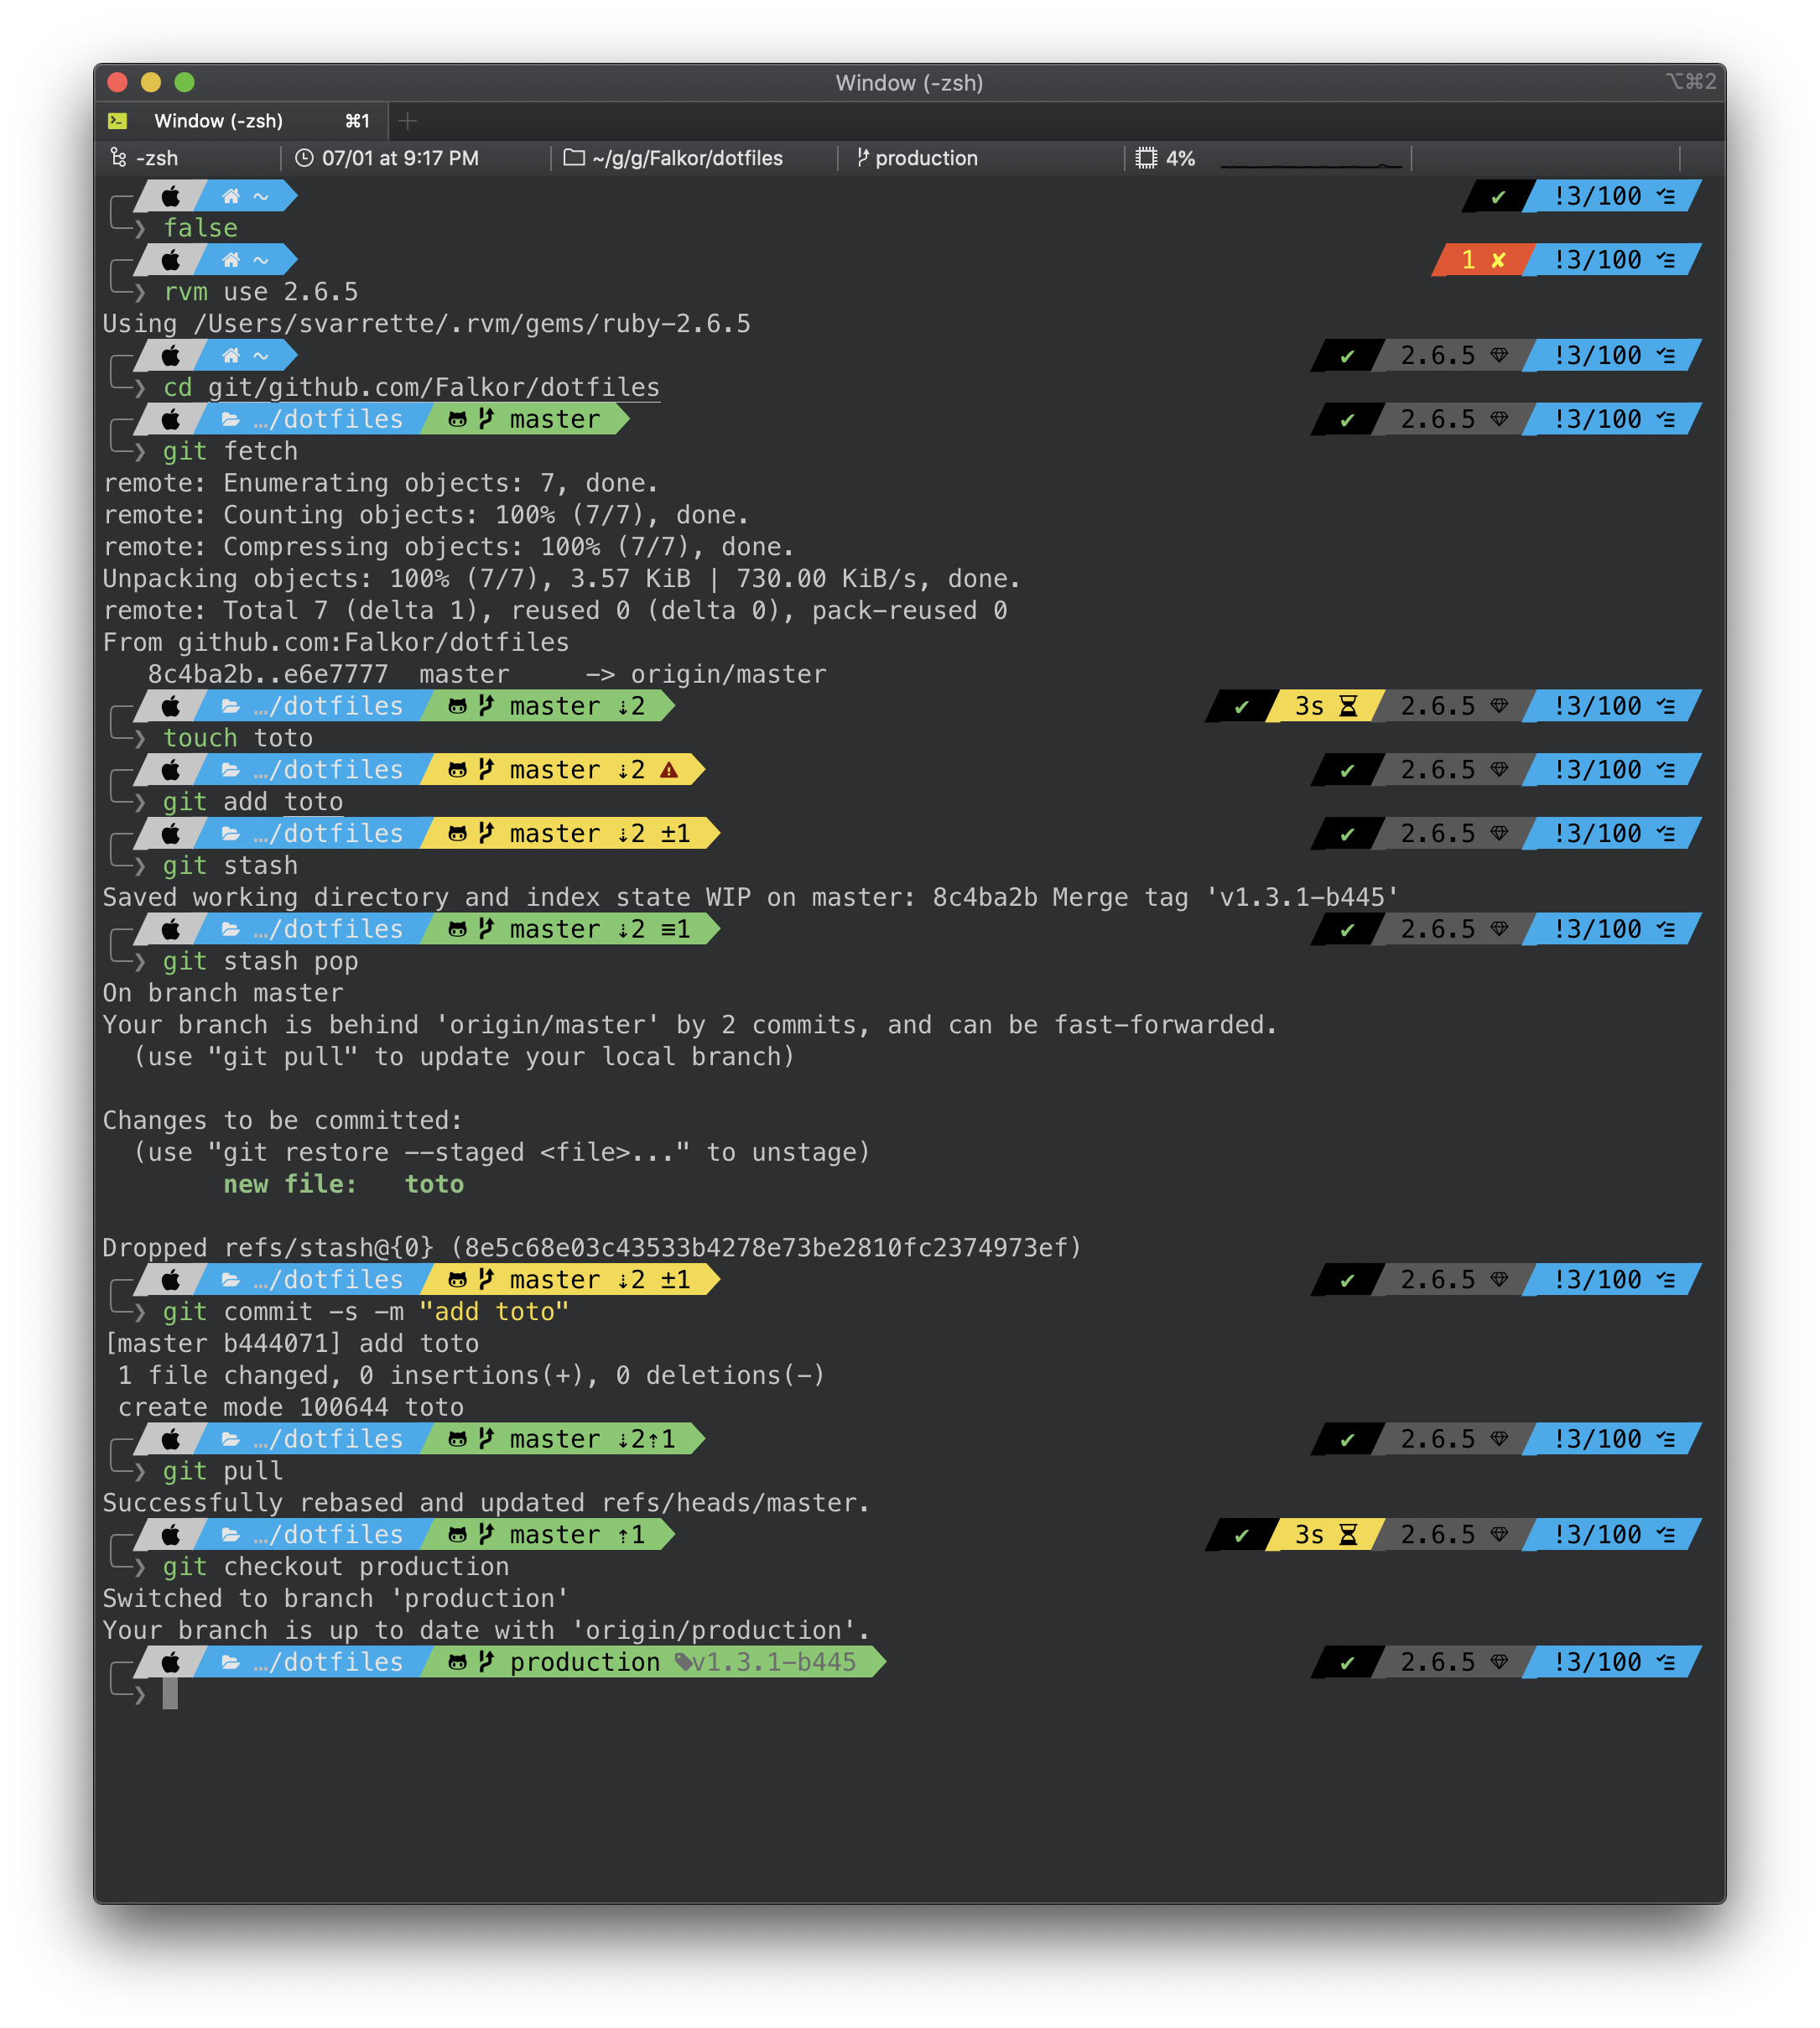 Window (-zsh) ⌥⌘2
Window (-zsh) ⌘1
-zsh 07/01 at 9:17 PM ~/g/g/Falkor/dotfiles production 4%
~ ✔ !3/100
❯ false
~ 1 ✘ !3/100
❯ rvm use 2.6.5
Using /Users/svarrette/.rvm/gems/ruby-2.6.5
~ ✔ 2.6.5 !3/100
❯ cd git/github.com/Falkor/dotfiles
…/dotfiles master ✔ 2.6.5 !3/100
❯ git fetch
remote: Enumerating objects: 7, done.
remote: Counting objects: 100% (7/7), done.
remote: Compressing objects: 100% (7/7), done.
Unpacking objects: 100% (7/7), 3.57 KiB | 730.00 KiB/s, done.
remote: Total 7 (delta 1), reused 0 (delta 0), pack-reused 0
From github.com:Falkor/dotfiles
   8c4ba2b..e6e7777  master     -> origin/master
…/dotfiles master ⇣2 ✔ 3s 2.6.5 !3/100
❯ touch toto
…/dotfiles master ⇣2 ✔ 2.6.5 !3/100
❯ git add toto
…/dotfiles master ⇣2 ±1 ✔ 2.6.5 !3/100
❯ git stash
Saved working directory and index state WIP on master: 8c4ba2b Merge tag 'v1.3.1-b445'
…/dotfiles master ⇣2 ≡1 ✔ 2.6.5 !3/100
❯ git stash pop
On branch master
Your branch is behind 'origin/master' by 2 commits, and can be fast-forwarded.
  (use "git pull" to update your local branch)
Changes to be committed:
  (use "git restore --staged <file>..." to unstage)
        new file:   toto
Dropped refs/stash@{0} (8e5c68e03c43533b4278e73be2810fc2374973ef)
…/dotfiles master ⇣2 ±1 ✔ 2.6.5 !3/100
❯ git commit -s -m "add toto"
[master b444071] add toto
 1 file changed, 0 insertions(+), 0 deletions(-)
 create mode 100644 toto
…/dotfiles master ⇣2⇡1 ✔ 2.6.5 !3/100
❯ git pull
Successfully rebased and updated refs/heads/master.
…/dotfiles master ⇡1 ✔ 3s 2.6.5 !3/100
❯ git checkout production
Switched to branch 'production'
Your branch is up to date with 'origin/production'.
…/dotfiles production v1.3.1-b445 ✔ 2.6.5 !3/100
❯